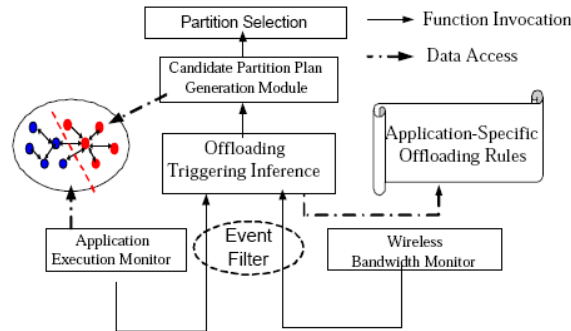 Partition Selection
Function Invocation
Data Access
Candidate Partition Plan
Generation Module
Application-Specific
Offloading Rules
Offloading
Triggering Inference
Event
Filter
Application
Execution Monitor
Wireless
Bandwidth Monitor